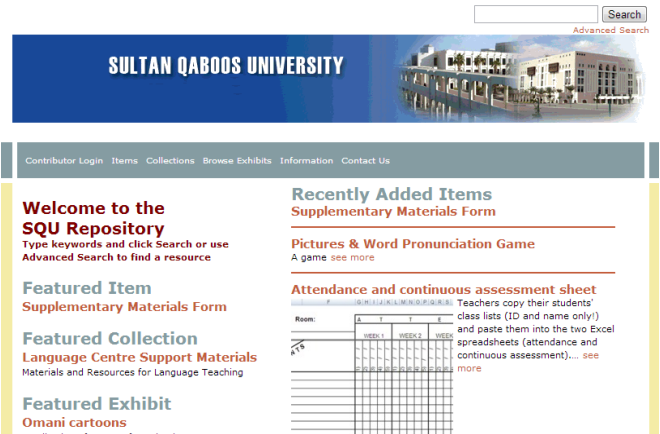 Search
Advanced Search
SULTAN QABOOS UNIVERSITY
Contributor Login Items Collections Browse Exhibits Information Contact Us
Welcome to the
SQU Repository
Type keywords and click Search or use
Advanced Search to find a resource
Featured Item
Supplementary Materials Form
Featured Collection
Language Centre Support Materials
Materials and Resources for Language Teaching
Featured Exhibit
Omani cartoons
Recently Added Items
Supplementary Materials Form
Pictures & Word Pronunciation Game
A game see more
Attendance and continuous assessment sheet
F G H I J K L M N O P Q R S
Room: A T T E
WEEK 1 WEEK 2 WEEK
Teachers copy their students'
class lists (ID and name only!)
and paste them into the two Excel
spreadsheets (attendance and
continuous assessment).... see
more